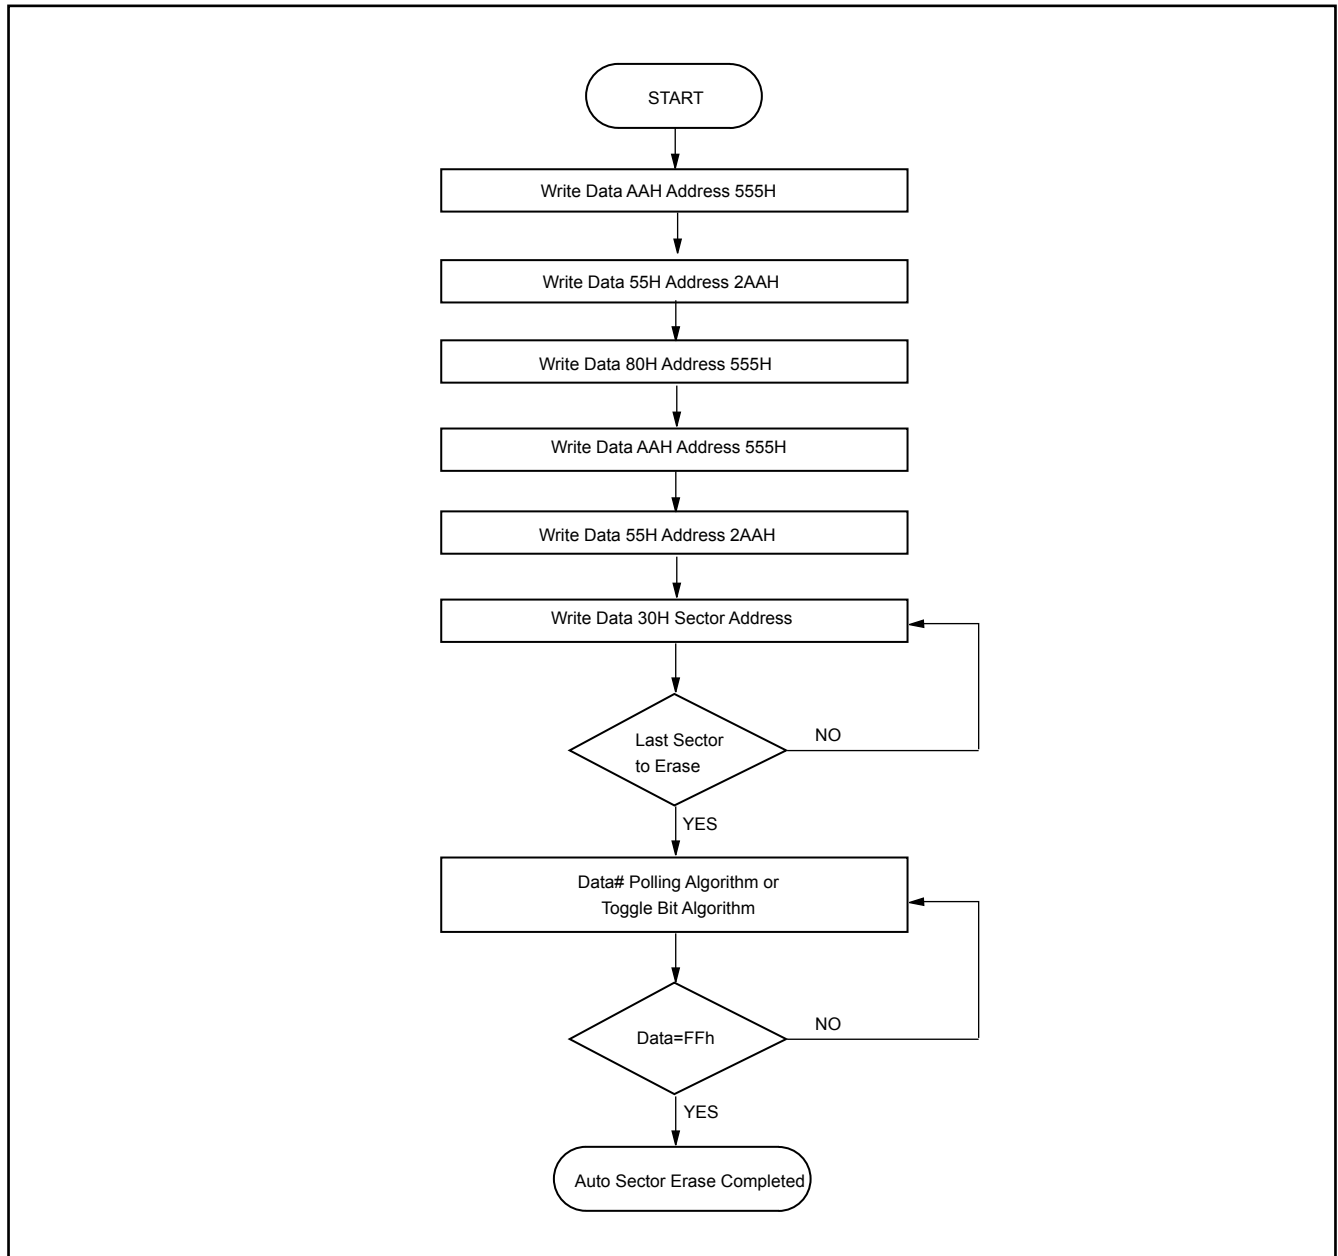 START
Write Data AAH Address 555H
Write Data 55H Address 2AAH
Write Data 80H Address 555H
Write Data AAH Address 555H
Write Data 55H Address 2AAH
Write Data 30H Sector Address
Last Sector
to Erase
NO
YES
Data# Polling Algorithm or
Toggle Bit Algorithm
Data=FFh
NO
YES
Auto Sector Erase Completed